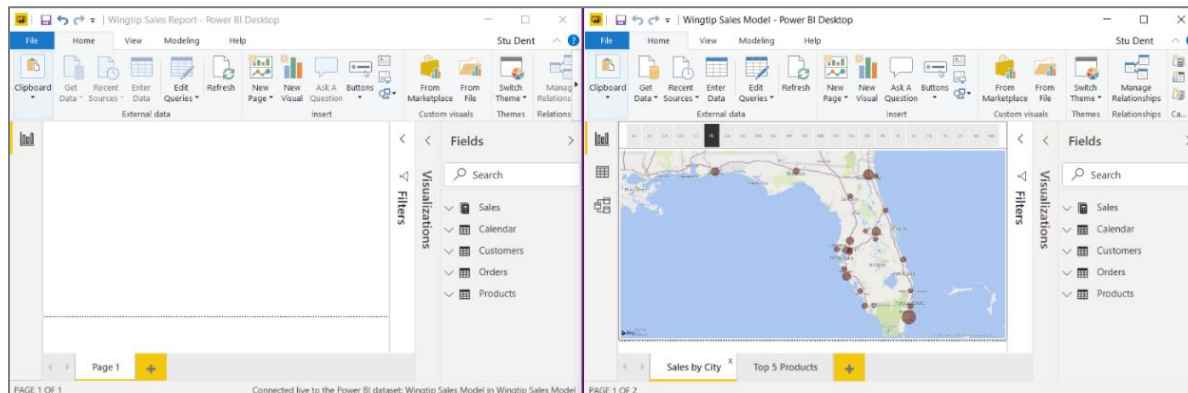 Wingtip Sales Report - Power BI Desktop
File Home View Modeling Help Stu Dent
Clipboard
Get Data
Recent Sources
Enter Data
Edit Queries
Refresh
New Page
New Visual
Ask A Question
Buttons
From Marketplace
From File
Switch Theme
Manag
Relations
External data Insert Custom visuals Themes Relations
Filters
Visualizations
Fields
Search
Sales
Calendar
Customers
Orders
Products
Page 1
PAGE 1 OF 1 Connected live to the Power BI dataset: Wingtip Sales Model in Wingtip Sales Model
Wingtip Sales Model - Power BI Desktop
File Home View Modeling Help Stu Dent
Clipboard
Get Data
Recent Sources
Enter Data
Edit Queries
Refresh
New Page
New Visual
Ask A Question
Buttons
From Marketplace
From File
Switch Theme
Manage Relationships
External data Insert Custom visuals Themes Relationships Ca...
Filters
Visualizations
Fields
Search
Sales
Calendar
Customers
Orders
Products
Sales by City Top 5 Products
PAGE 1 OF 2